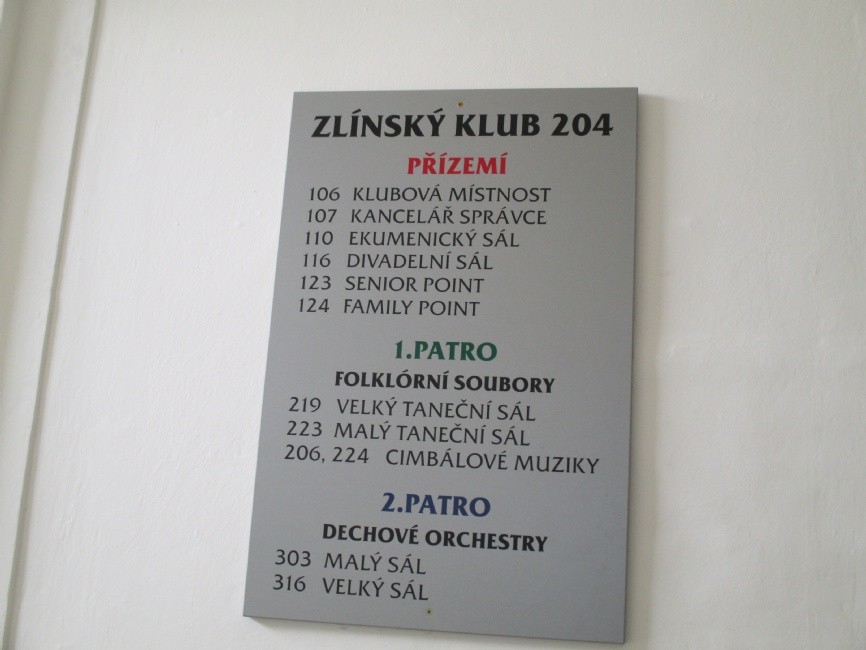 ZLÍNSKÝ KLUB 204
PŘÍZEMÍ
106 KLUBOVÁ MÍSTNOST
107 KANCELÁŘ SPRÁVCE
110 EKUMENICKÝ SÁL
116 DIVADELNÍ SÁL
123 SENIOR POINT
124 FAMILY POINT
1.PATRO
FOLKLÓRNÍ SOUBORY
219 VELKÝ TANEČNÍ SÁL
223 MALÝ TANEČNÍ SÁL
206, 224 CIMBÁLOVÉ MUZIKY
2.PATRO
DECHOVÉ ORCHESTRY
303 MALÝ SÁL
316 VELKÝ SÁL